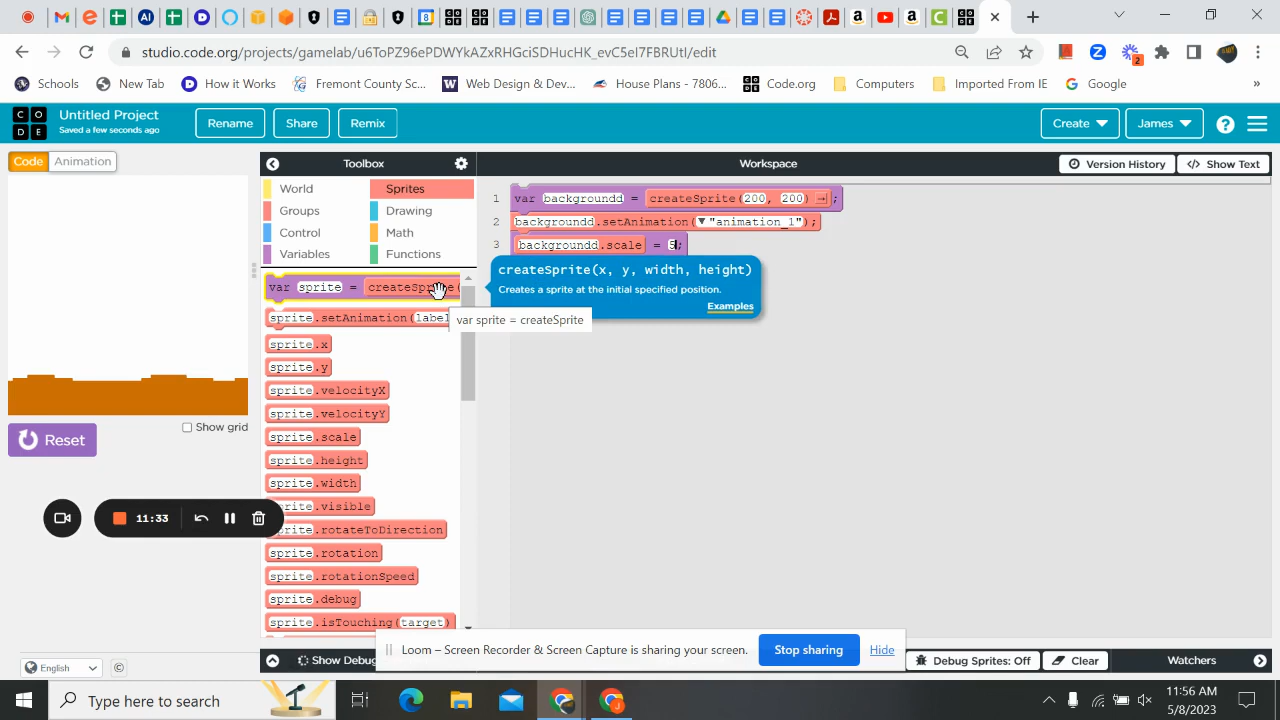 studio.code.org/projects/gamelab/u6ToPZ96ePDWYkAZxRHGciSDHucHK_evC5eI7FBRUtI/edit
2
Schools
New Tab
How it Works
Fremont County Sch...
Web Design & Dev...
House Plans - 7806...
Code.org
Computers
Imported From IE
Google
»
CODE
Untitled Project
Saved a few seconds ago
Rename
Share
Remix
Create
James
?
Code
Animation
Toolbox
Workspace
Version History
</> Show Text
World
Sprites
Groups
Drawing
Control
Math
Variables
Functions
1 var backgroundd = createSprite(200, 200) → ;
2 backgroundd.setAnimation( ▼ "animation_1");
3 backgroundd.scale = 5;
var sprite = createSprite(
sprite.setAnimation(label
sprite.x
sprite.y
sprite.velocityX
sprite.velocityY
sprite.scale
sprite.height
sprite.width
sprite.visible
sprite.rotateToDirection
sprite.rotation
sprite.rotationSpeed
sprite.debug
sprite.isTouching(target)
createSprite(x, y, width, height)
Creates a sprite at the initial specified position.
Examples
var sprite = createSprite
Reset
Show grid
11:33
English
©
Show Debug
Loom – Screen Recorder & Screen Capture is sharing your screen.
Stop sharing
Hide
Debug Sprites: Off
Clear
Watchers
Type here to search
11:56 AM
5/8/2023